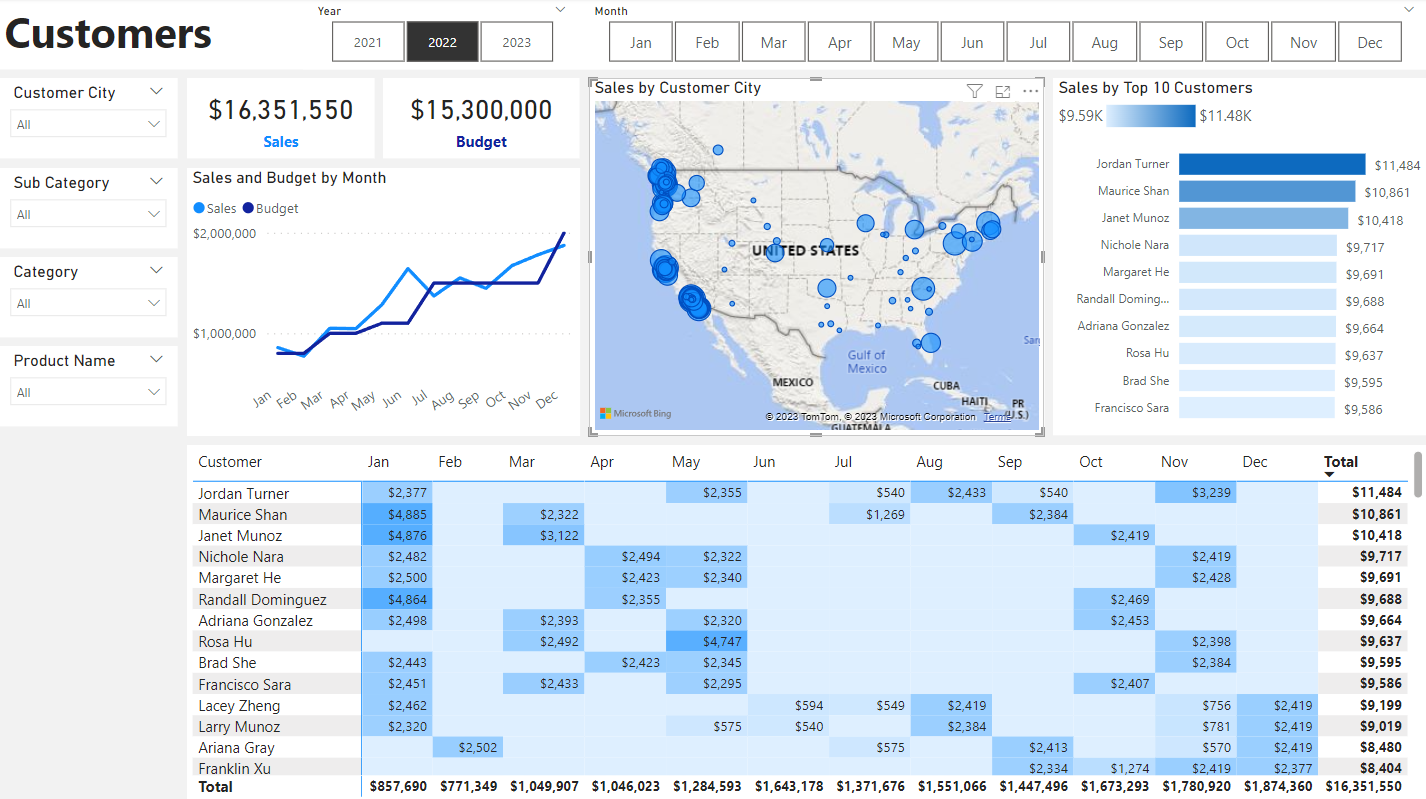 Customers
Year
2021 2022 2023
Month
Jan Feb Mar Apr May Jun Jul Aug Sep Oct Nov Dec
Customer City
All
Sub Category
All
Category
All
Product Name
All
$16,351,550
Sales
$15,300,000
Budget
Sales and Budget by Month
Sales Budget
$2,000,000
$1,000,000
Jan Feb Mar Apr May Jun Jul Aug Sep Oct Nov Dec
Sales by Customer City
UNITED STATES
Gulf of
Mexico
San
MEXICO
CUBA
HAITI
PR
(U.S.)
GUATEMALA
Microsoft Bing
© 2023 TomTom, © 2023 Microsoft Corporation Terms
Sales by Top 10 Customers
$9.59K $11.48K
Jordan Turner $11,484
Maurice Shan $10,861
Janet Munoz $10,418
Nichole Nara $9,717
Margaret He $9,691
Randall Doming... $9,688
Adriana Gonzalez $9,664
Rosa Hu $9,637
Brad She $9,595
Francisco Sara $9,586
Customer Jan Feb Mar Apr May Jun Jul Aug Sep Oct Nov Dec Total
Jordan Turner $2,377 $2,355 $540 $2,433 $540 $3,239 $11,484
Maurice Shan $4,885 $2,322 $1,269 $2,384 $10,861
Janet Munoz $4,876 $3,122 $2,419 $10,418
Nichole Nara $2,482 $2,494 $2,322 $2,419 $9,717
Margaret He $2,500 $2,423 $2,340 $2,428 $9,691
Randall Dominguez $4,864 $2,355 $2,469 $9,688
Adriana Gonzalez $2,498 $2,393 $2,320 $2,453 $9,664
Rosa Hu $2,492 $4,747 $2,398 $9,637
Brad She $2,443 $2,423 $2,345 $2,384 $9,595
Francisco Sara $2,451 $2,433 $2,295 $2,407 $9,586
Lacey Zheng $2,462 $594 $549 $2,419 $756 $2,419 $9,199
Larry Munoz $2,320 $575 $540 $2,384 $781 $2,419 $9,019
Ariana Gray $2,502 $575 $2,413 $570 $2,419 $8,480
Franklin Xu $2,334 $1,274 $2,419 $2,377 $8,404
Total $857,690 $771,349 $1,049,907 $1,046,023 $1,284,593 $1,643,178 $1,371,676 $1,551,066 $1,447,496 $1,673,293 $1,780,920 $1,874,360 $16,351,550